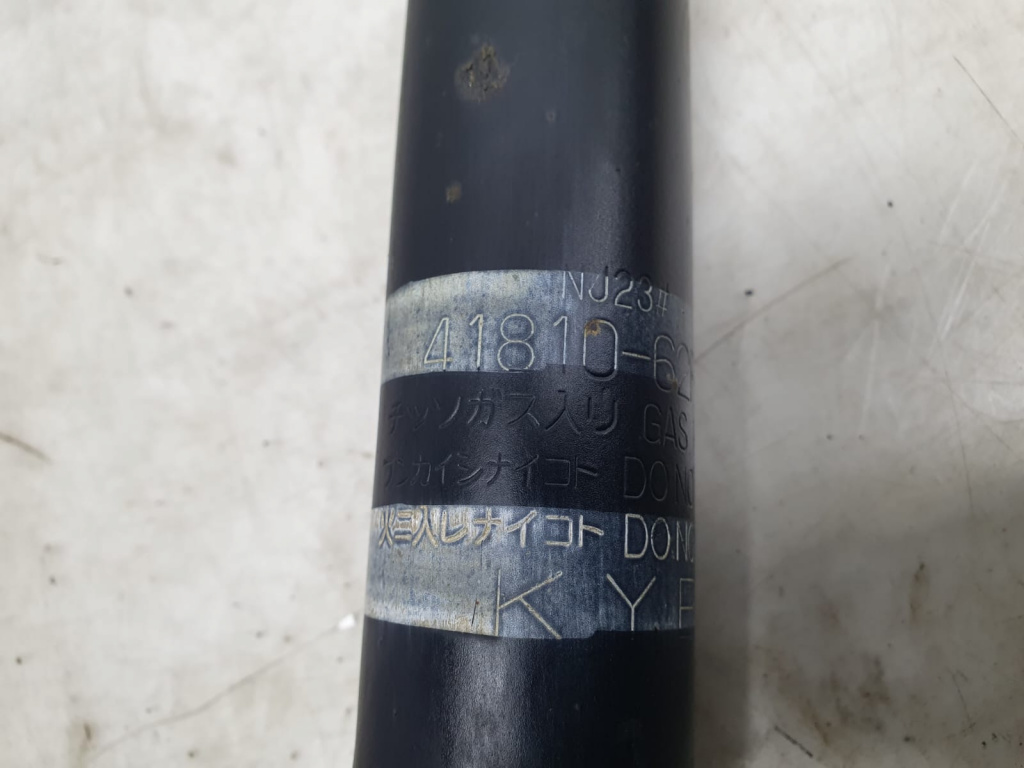 NJ23#
41810-62
チッソガス入り GAS
ブンカイシナイコト DO.NO
火ニ入レナイコト DO.NO
KYB